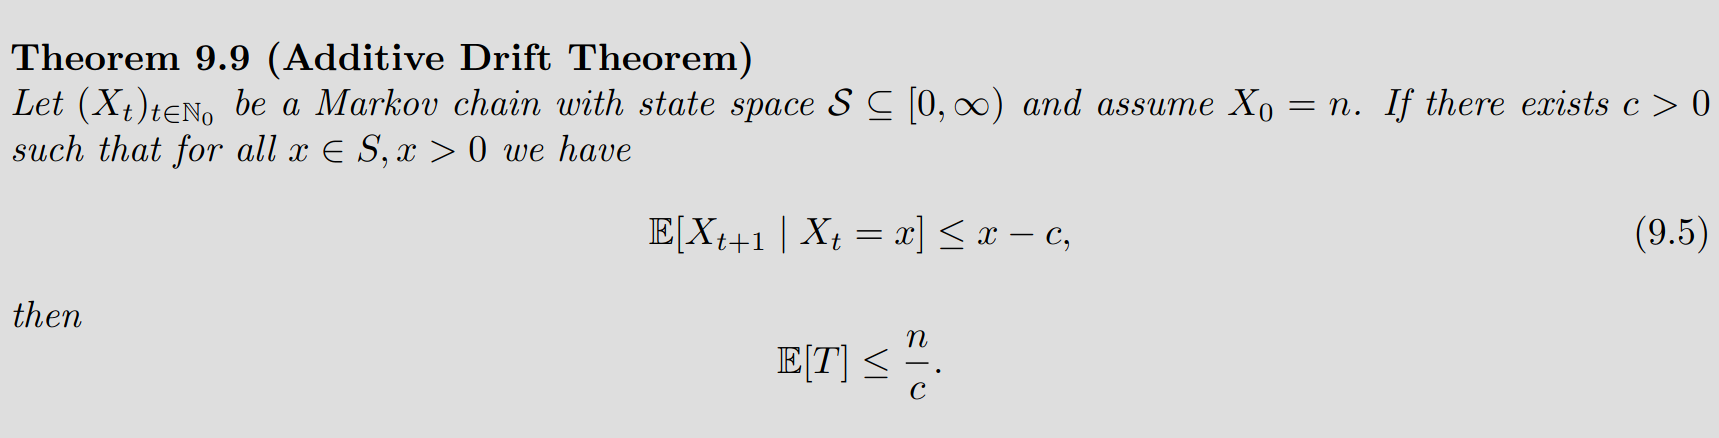 Theorem 9.9 (Additive Drift Theorem)
Let (X_t)_{t∈ℕ_0} be a Markov chain with state space 𝒮 ⊆ [0, ∞) and assume X_0 = n. If there exists c > 0
such that for all x ∈ S, x > 0 we have
𝔼[X_{t+1} | X_t = x] ≤ x − c, (9.5)
then
𝔼[T] ≤ n/c.